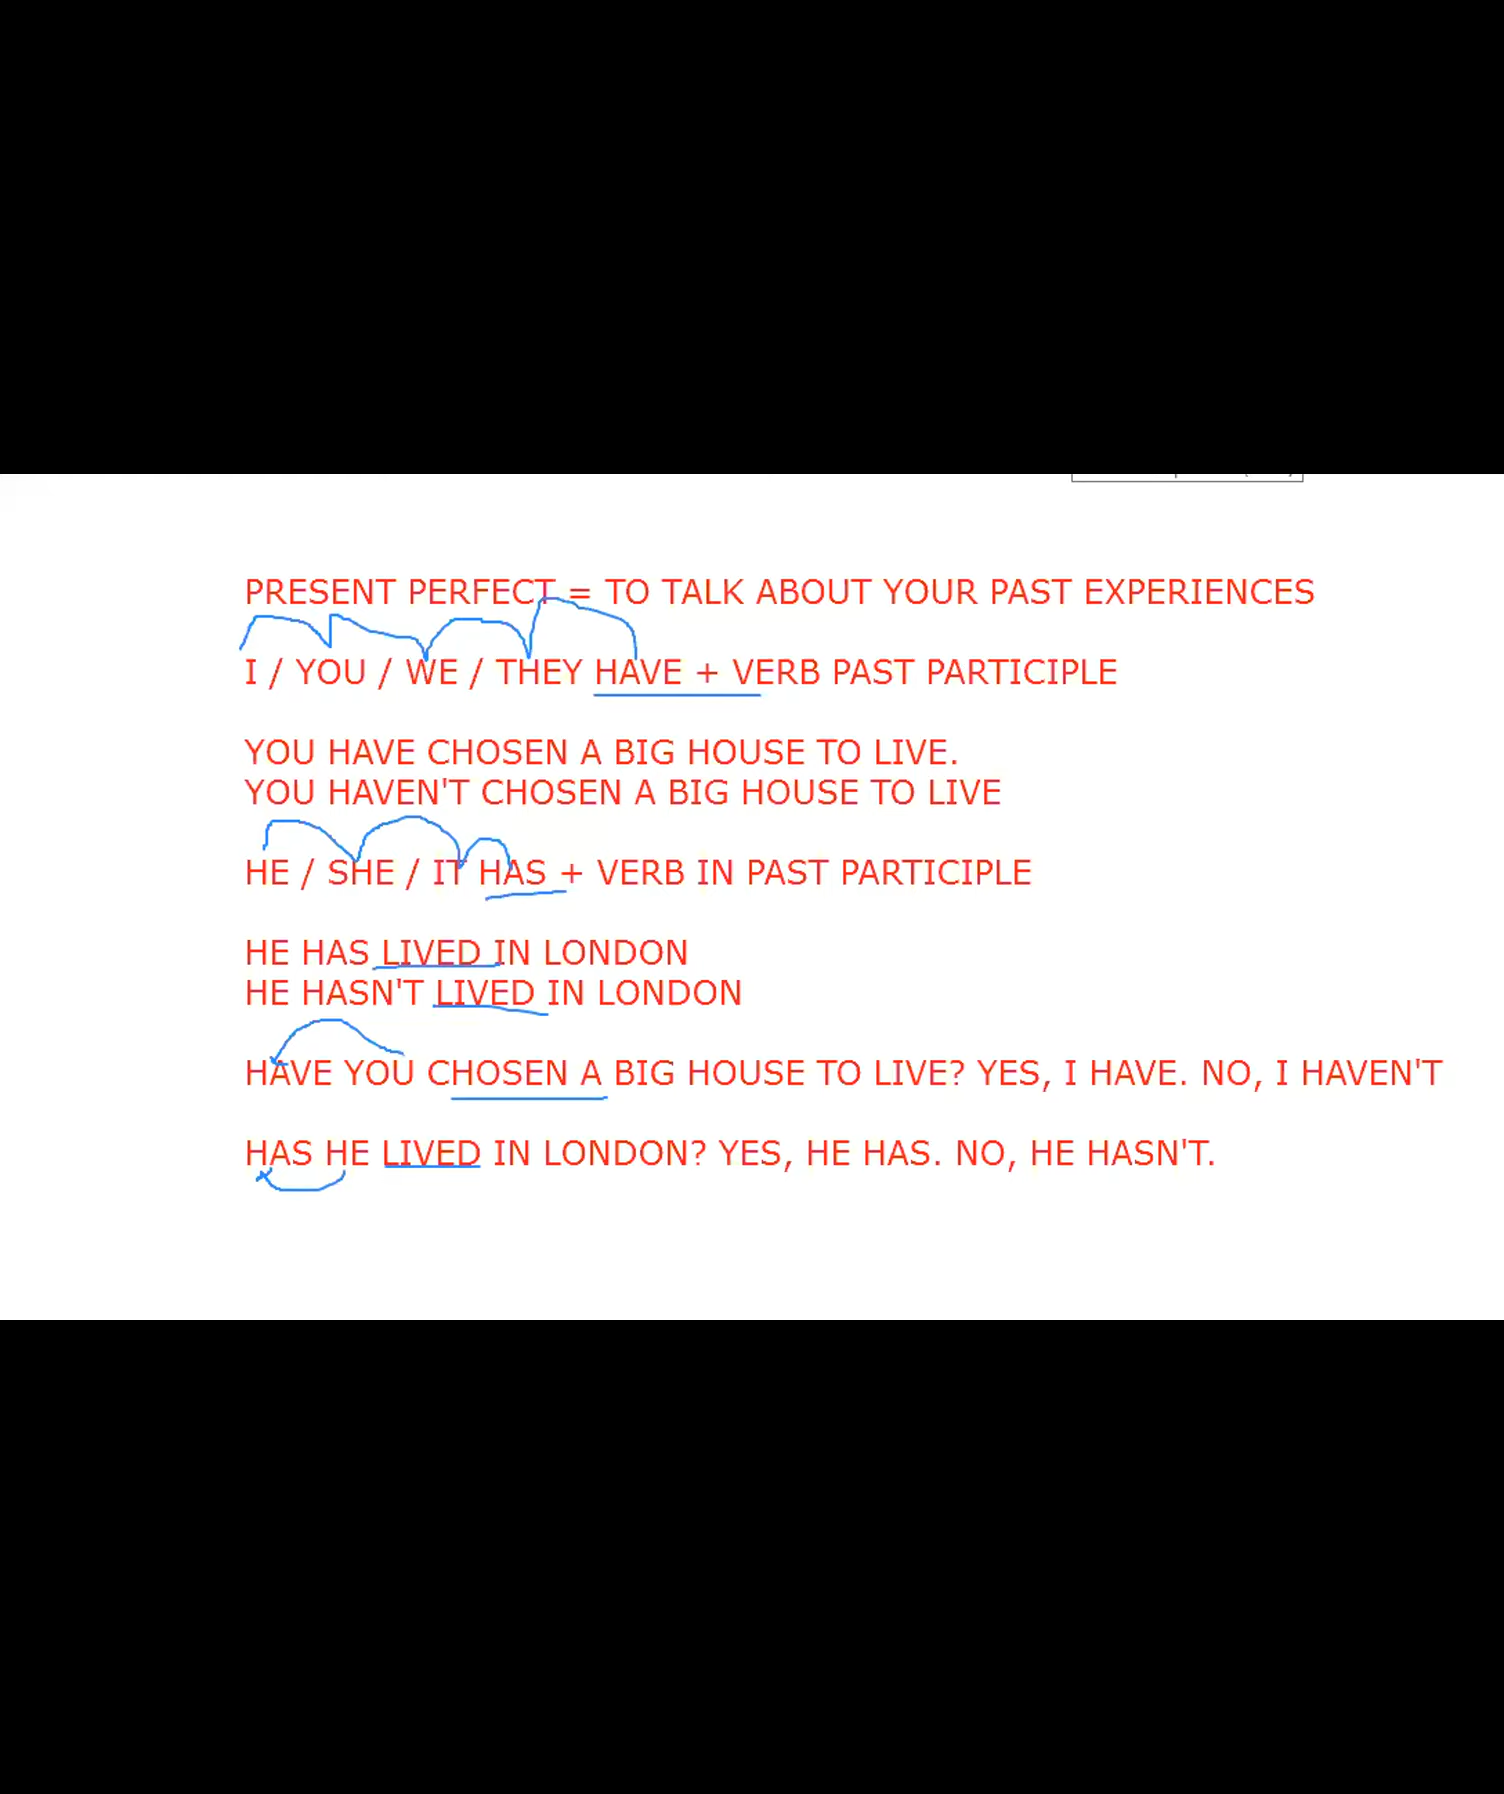 PRESENT PERFECT = TO TALK ABOUT YOUR PAST EXPERIENCES
I / YOU / WE / THEY HAVE + VERB PAST PARTICIPLE
YOU HAVE CHOSEN A BIG HOUSE TO LIVE.
YOU HAVEN'T CHOSEN A BIG HOUSE TO LIVE
HE / SHE / IT HAS + VERB IN PAST PARTICIPLE
HE HAS LIVED IN LONDON
HE HASN'T LIVED IN LONDON
HAVE YOU CHOSEN A BIG HOUSE TO LIVE? YES, I HAVE. NO, I HAVEN'T
HAS HE LIVED IN LONDON? YES, HE HAS. NO, HE HASN'T.